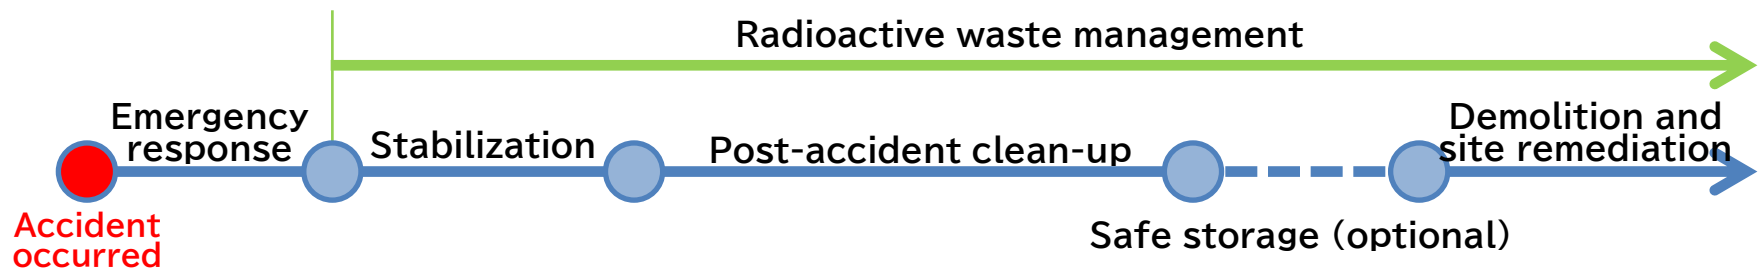 Radioactive waste management
Emergency
response
Stabilization
Post-accident clean-up
Demolition and
site remediation
Accident
occurred
Safe storage (optional)